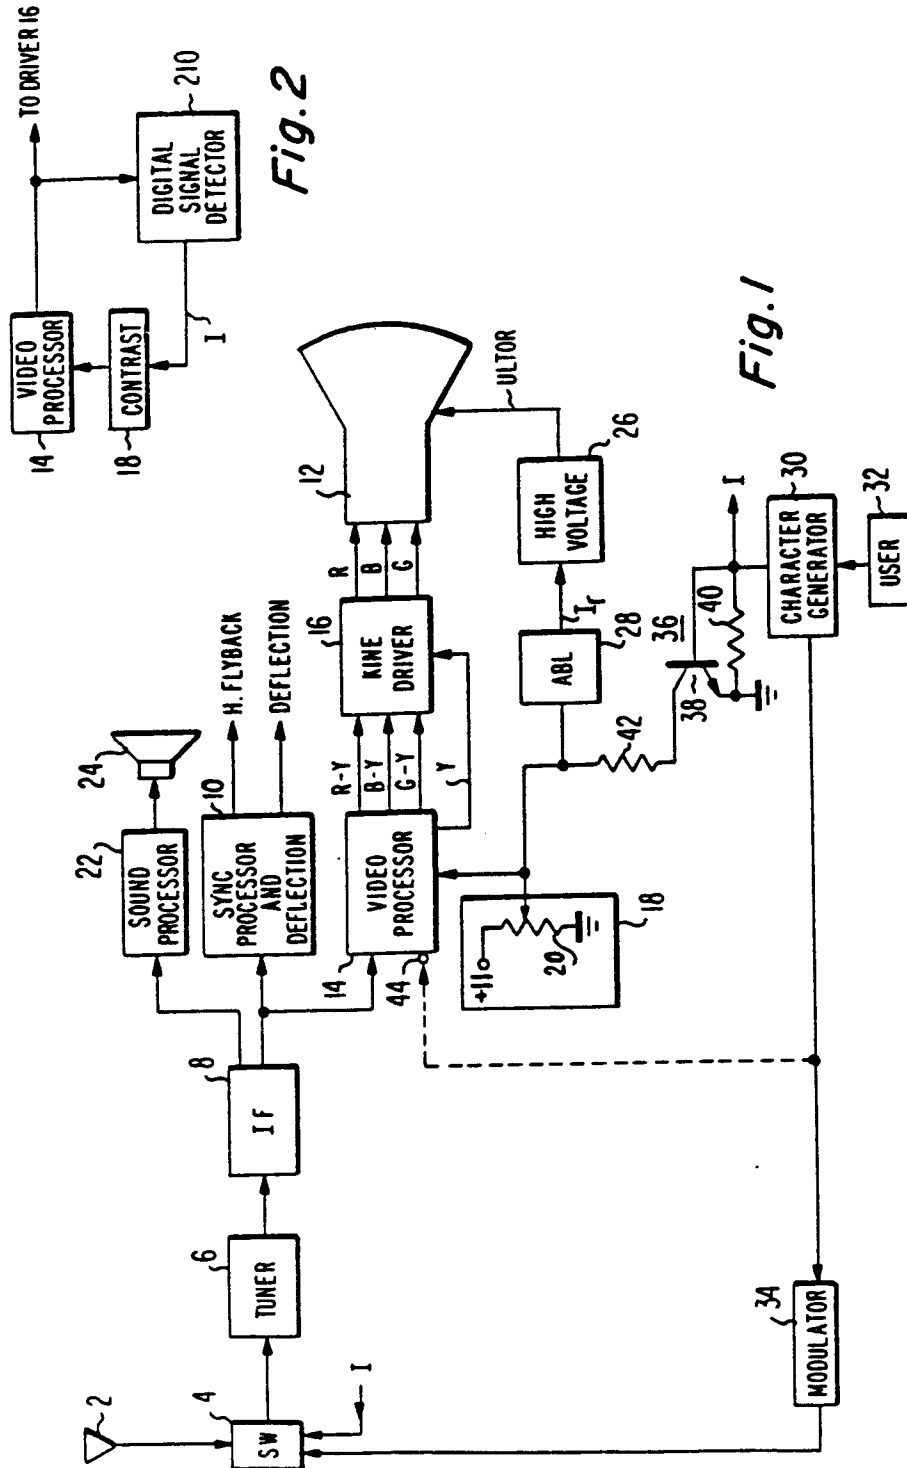 Fig. 1
2
4
SW
I
6
TUNER
8
IF
22
SOUND
PROCESSOR
24
10
SYNC
PROCESSOR
AND
DEFLECTION
H. FLYBACK
DEFLECTION
14
VIDEO
PROCESSOR
44
R-Y
B-Y
G-Y
Y
16
KINE
DRIVER
R
B
G
12
ULTOR
18
+11
20
28
ABL
Ir
26
HIGH
VOLTAGE
42
36
38
40
I
30
CHARACTER
GENERATOR
32
USER
34
MODULATOR
Fig. 2
14
VIDEO
PROCESSOR
TO DRIVER 16
18
CONTRAST
I
210
DIGITAL
SIGNAL
DETECTOR